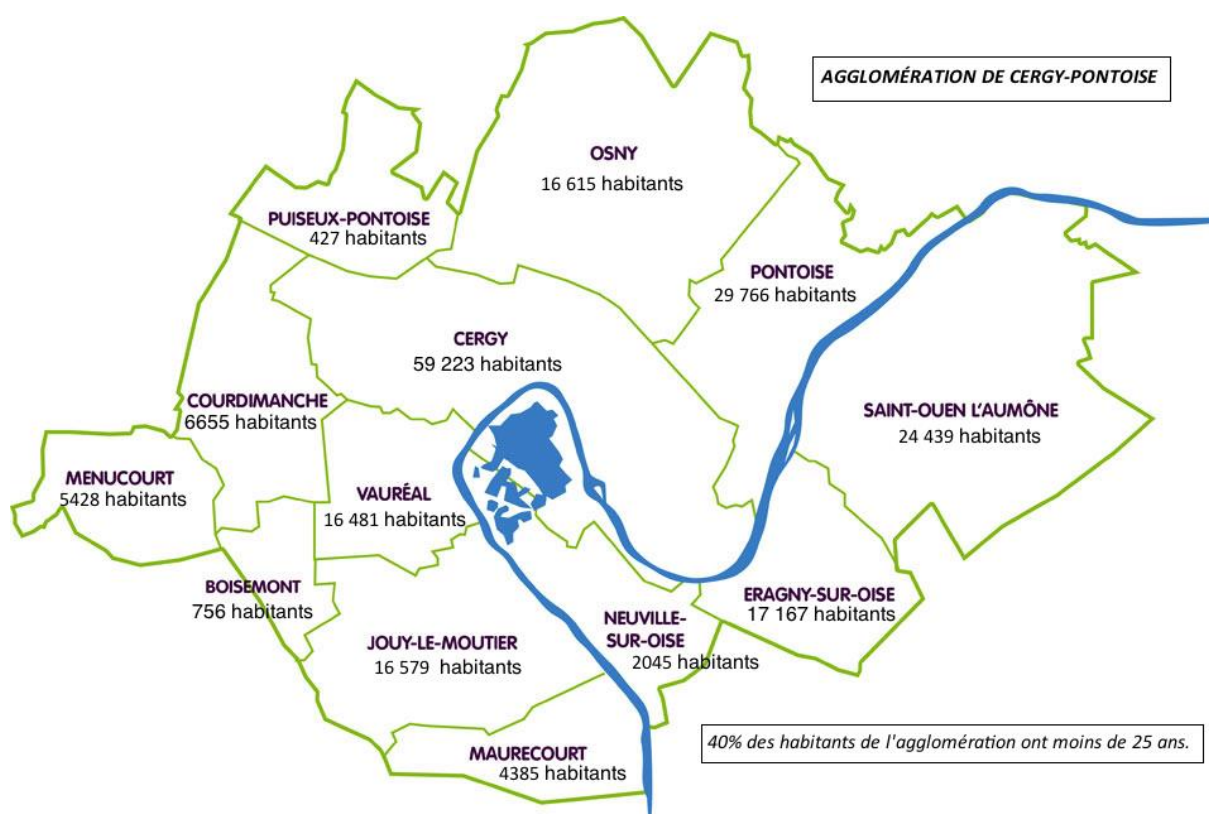 AGGLOMÉRATION DE CERGY-PONTOISE
OSNY
16 615 habitants
PUISEUX-PONTOISE
427 habitants
PONTOISE
29 766 habitants
CERGY
59 223 habitants
COURDIMANCHE
6655 habitants
SAINT-OUEN L'AUMÔNE
24 439 habitants
MENUCOURT
5428 habitants
VAURÉAL
16 481 habitants
BOISEMONT
756 habitants
ERAGNY-SUR-OISE
17 167 habitants
NEUVILLE-
SUR-OISE
2045 habitants
JOUY-LE-MOUTIER
16 579 habitants
MAURECOURT
4385 habitants
40% des habitants de l'agglomération ont moins de 25 ans.